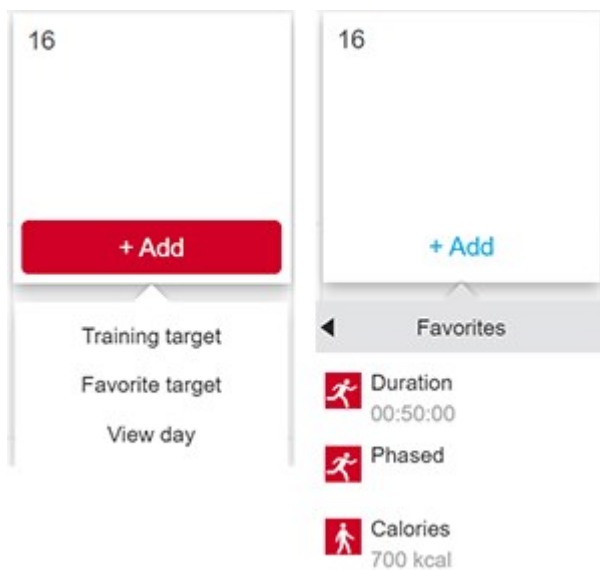 16
+ Add
Training target
Favorite target
View day
16
+ Add
Favorites
Duration
00:50:00
Phased
Calories
700 kcal